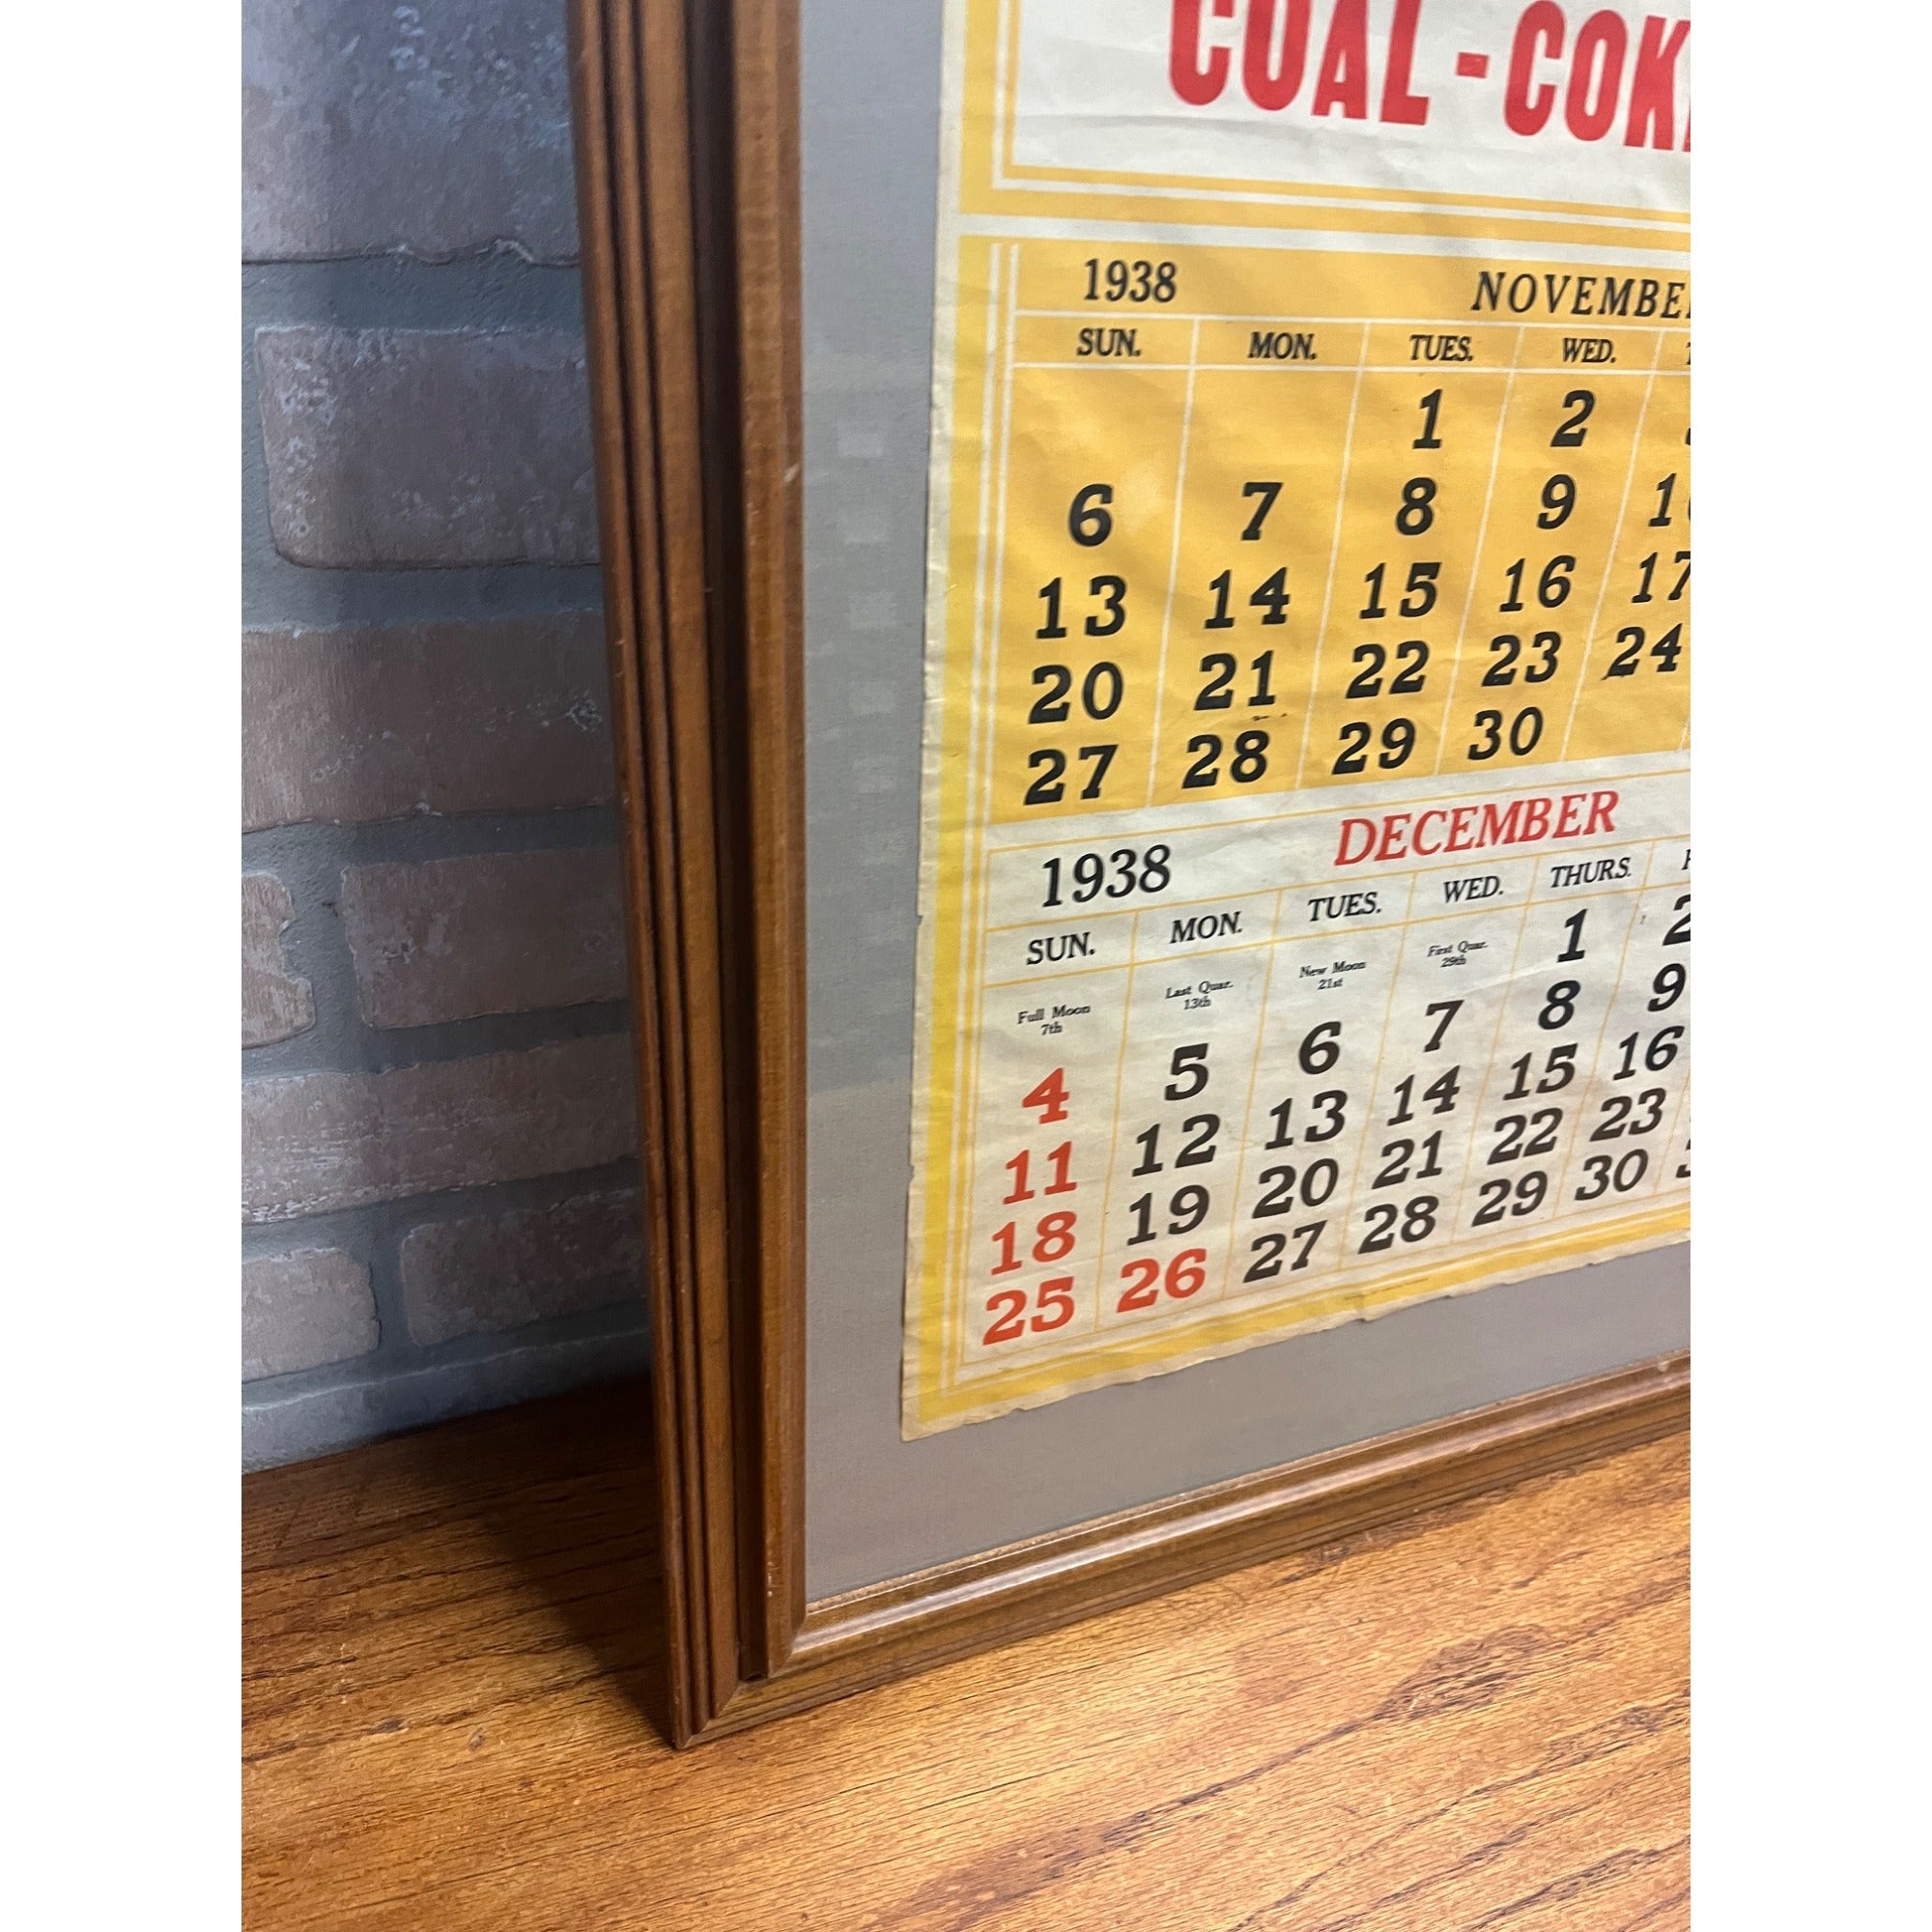 COAL - COK
1938 NOVEMBE
SUN. MON. TUES. WED.
1 2
6 7 8 9 1
13 14 15 16 17
20 21 22 23 24
27 28 29 30
1938 DECEMBER
SUN. MON. TUES. WED. THURS.
Full Moon 7th Last Quar. 13th New Moon 21st First Quar. 29th 1 2
4 5 6 7 8 9
11 12 13 14 15 16
18 19 20 21 22 23
25 26 27 28 29 30